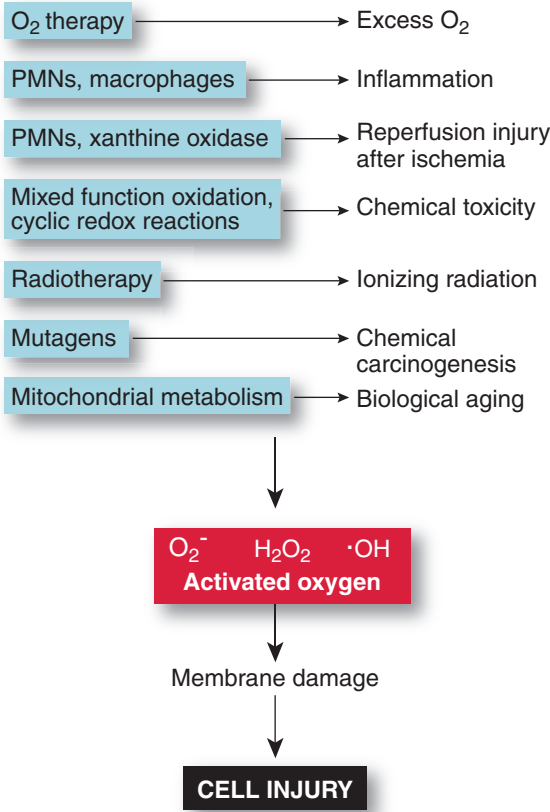 O₂ therapy → Excess O₂
PMNs, macrophages → Inflammation
PMNs, xanthine oxidase → Reperfusion injury
after ischemia
Mixed function oxidation,
cyclic redox reactions → Chemical toxicity
Radiotherapy → Ionizing radiation
Mutagens → Chemical
carcinogenesis
Mitochondrial metabolism → Biological aging
O₂⁻ H₂O₂ ·OH
Activated oxygen
Membrane damage
CELL INJURY